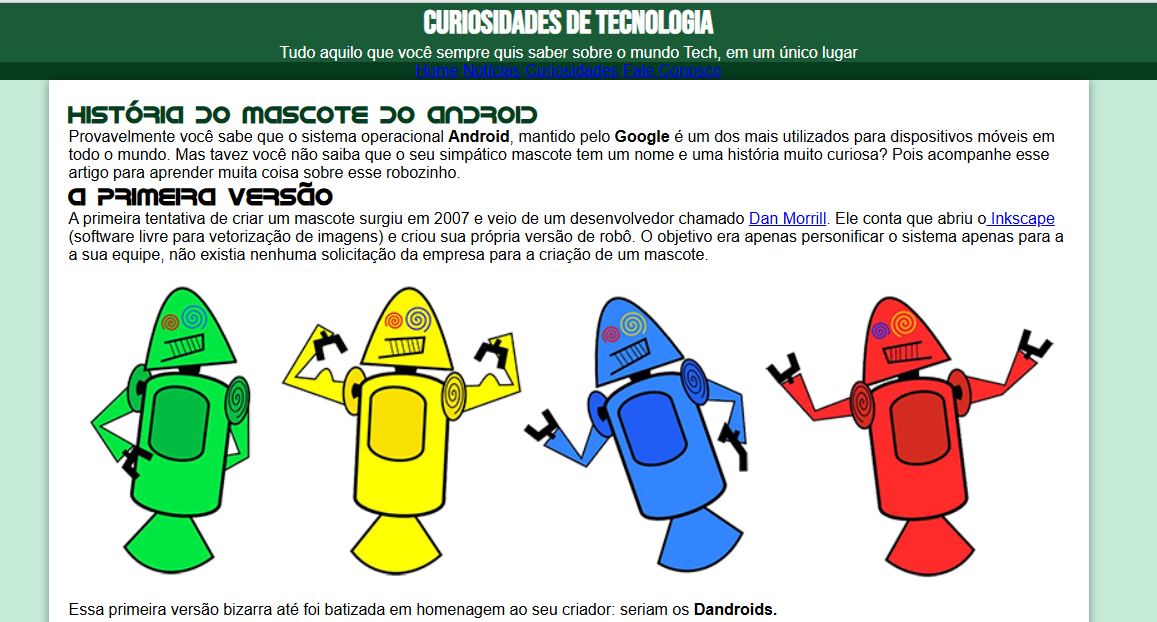 CURIOSIDADES DE TECNOLOGIA
Tudo aquilo que você sempre quis saber sobre o mundo Tech, em um único lugar
Home Notícias Curiosidades Fale Conosco
HISTÓRIA DO MASCOTE DO ANDROID
Provavelmente você sabe que o sistema operacional Android, mantido pelo Google é um dos mais utilizados para dispositivos móveis em
todo o mundo. Mas tavez você não saiba que o seu simpático mascote tem um nome e uma história muito curiosa? Pois acompanhe esse
artigo para aprender muita coisa sobre esse robozinho.
A PRIMEIRA VERSÃO
A primeira tentativa de criar um mascote surgiu em 2007 e veio de um desenvolvedor chamado Dan Morrill. Ele conta que abriu o Inkscape
(software livre para vetorização de imagens) e criou sua própria versão de robô. O objetivo era apenas personificar o sistema apenas para a
a sua equipe, não existia nenhuma solicitação da empresa para a criação de um mascote.
Essa primeira versão bizarra até foi batizada em homenagem ao seu criador: seriam os Dandroids.